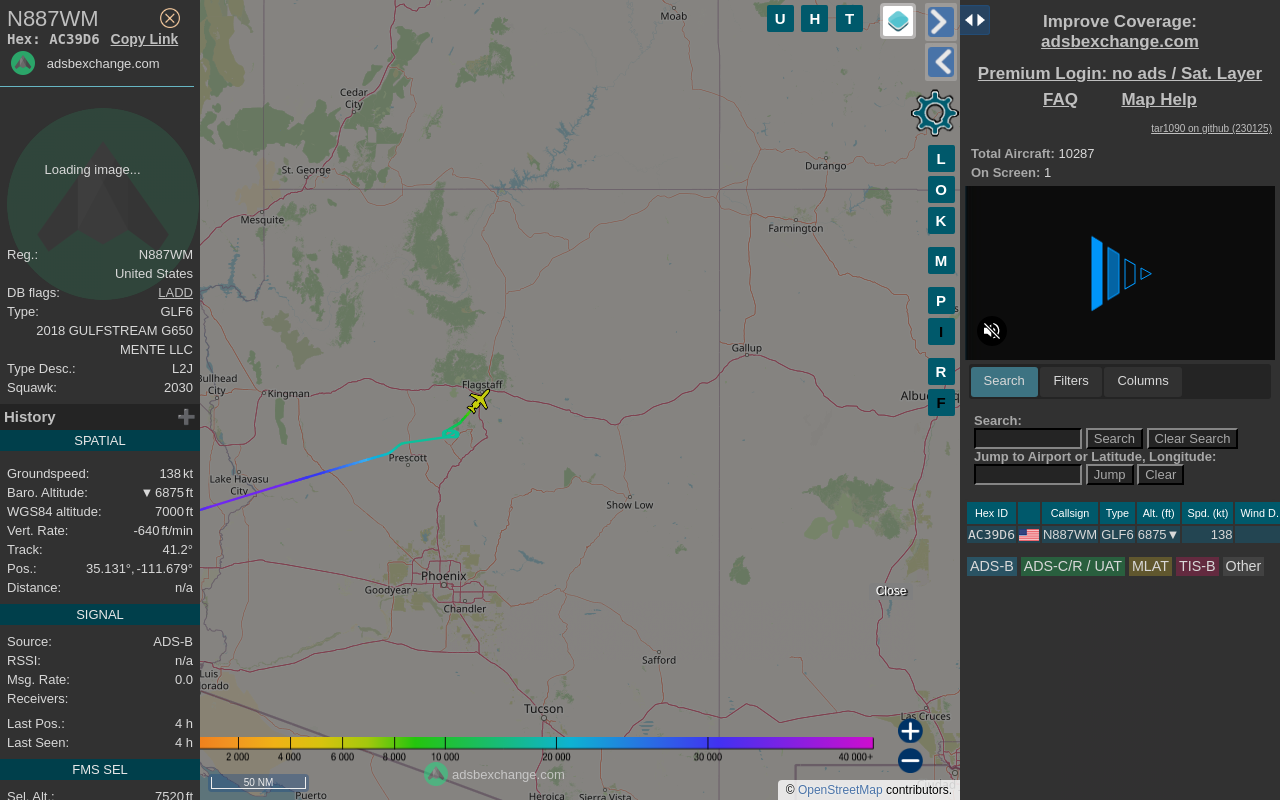 N887WM
Hex: AC39D6 Copy Link
adsbexchange.com
Loading image...
Reg.: N887WM
United States
DB flags: LADD
Type: GLF6
2018 GULFSTREAM G650
MENTE LLC
Type Desc.: L2J
Squawk: 2030
History
SPATIAL
Groundspeed: 138 kt
Baro. Altitude: ▼ 6875 ft
WGS84 altitude: 7000 ft
Vert. Rate: -640 ft/min
Track: 41.2°
Pos.: 35.131°, -111.679°
Distance: n/a
SIGNAL
Source: ADS-B
RSSI: n/a
Msg. Rate: 0.0
Receivers:
Last Pos.: 4 h
Last Seen: 4 h
FMS SEL
Sel. Alt.: 7520 ft
Moab
U H T
Cedar
City
St. George
Durango
Mesquite
Farmington
L
O
K
M
P
I
R
F
Gallup
Flagstaff
Bullhead
City
Kingman
Prescott
Lake Havasu
City
Show Low
Phoenix
Goodyear
Chandler
Close
Safford
Luis
Tucson
Las Cruces
2 000 4 000 6 000 8 000 10 000 20 000 30 000 40 000+
adsbexchange.com
50 NM
Puerto
Heroica
Sierra Vista
© OpenStreetMap contributors.
Improve Coverage:
adsbexchange.com
Premium Login: no ads / Sat. Layer
FAQ Map Help
tar1090 on github (230125)
Total Aircraft: 10287
On Screen: 1
Search Filters Columns
Search:
Search Clear Search
Jump to Airport or Latitude, Longitude:
Jump Clear
Hex ID Callsign Type Alt. (ft) Spd. (kt) Wind D.
AC39D6 N887WM GLF6 6875▼ 138
ADS-B ADS-C/R / UAT MLAT TIS-B Other